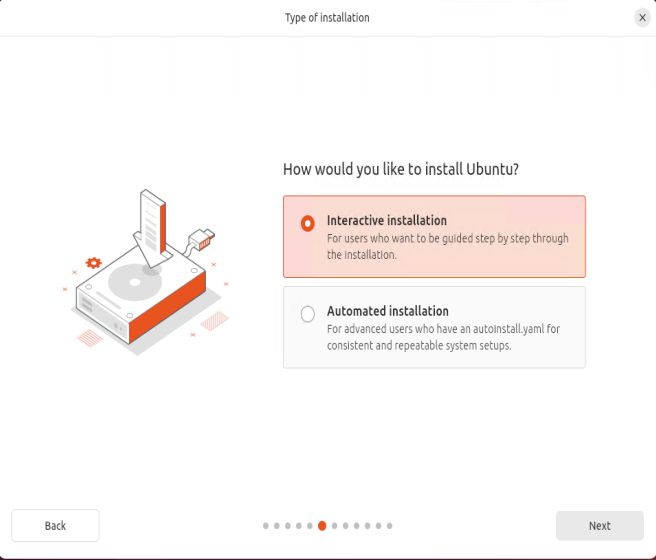 Type of installation
X
How would you like to install Ubuntu?
Interactive installation
For users who want to be guided step by step through
the installation.
Automated installation
For advanced users who have an autoinstall.yaml for
consistent and repeatable system setups.
Back
Next